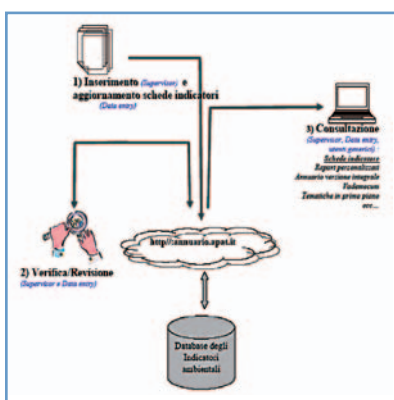 1) Inserimento (Supervisor) e
aggiornamento schede indicatori
(Data entry)
3) Consultazione
(Supervisor, Data entry,
utenti generici) :
Schede indicatore
Report personalizzati
Annuario versione integrale
Vademecum
Tematiche in primo piano
ecc...
http//:annuario.apat.it
2) Verifica/Revisione
(Supervisor e Data entry)
Database degli
Indicatori
ambientali